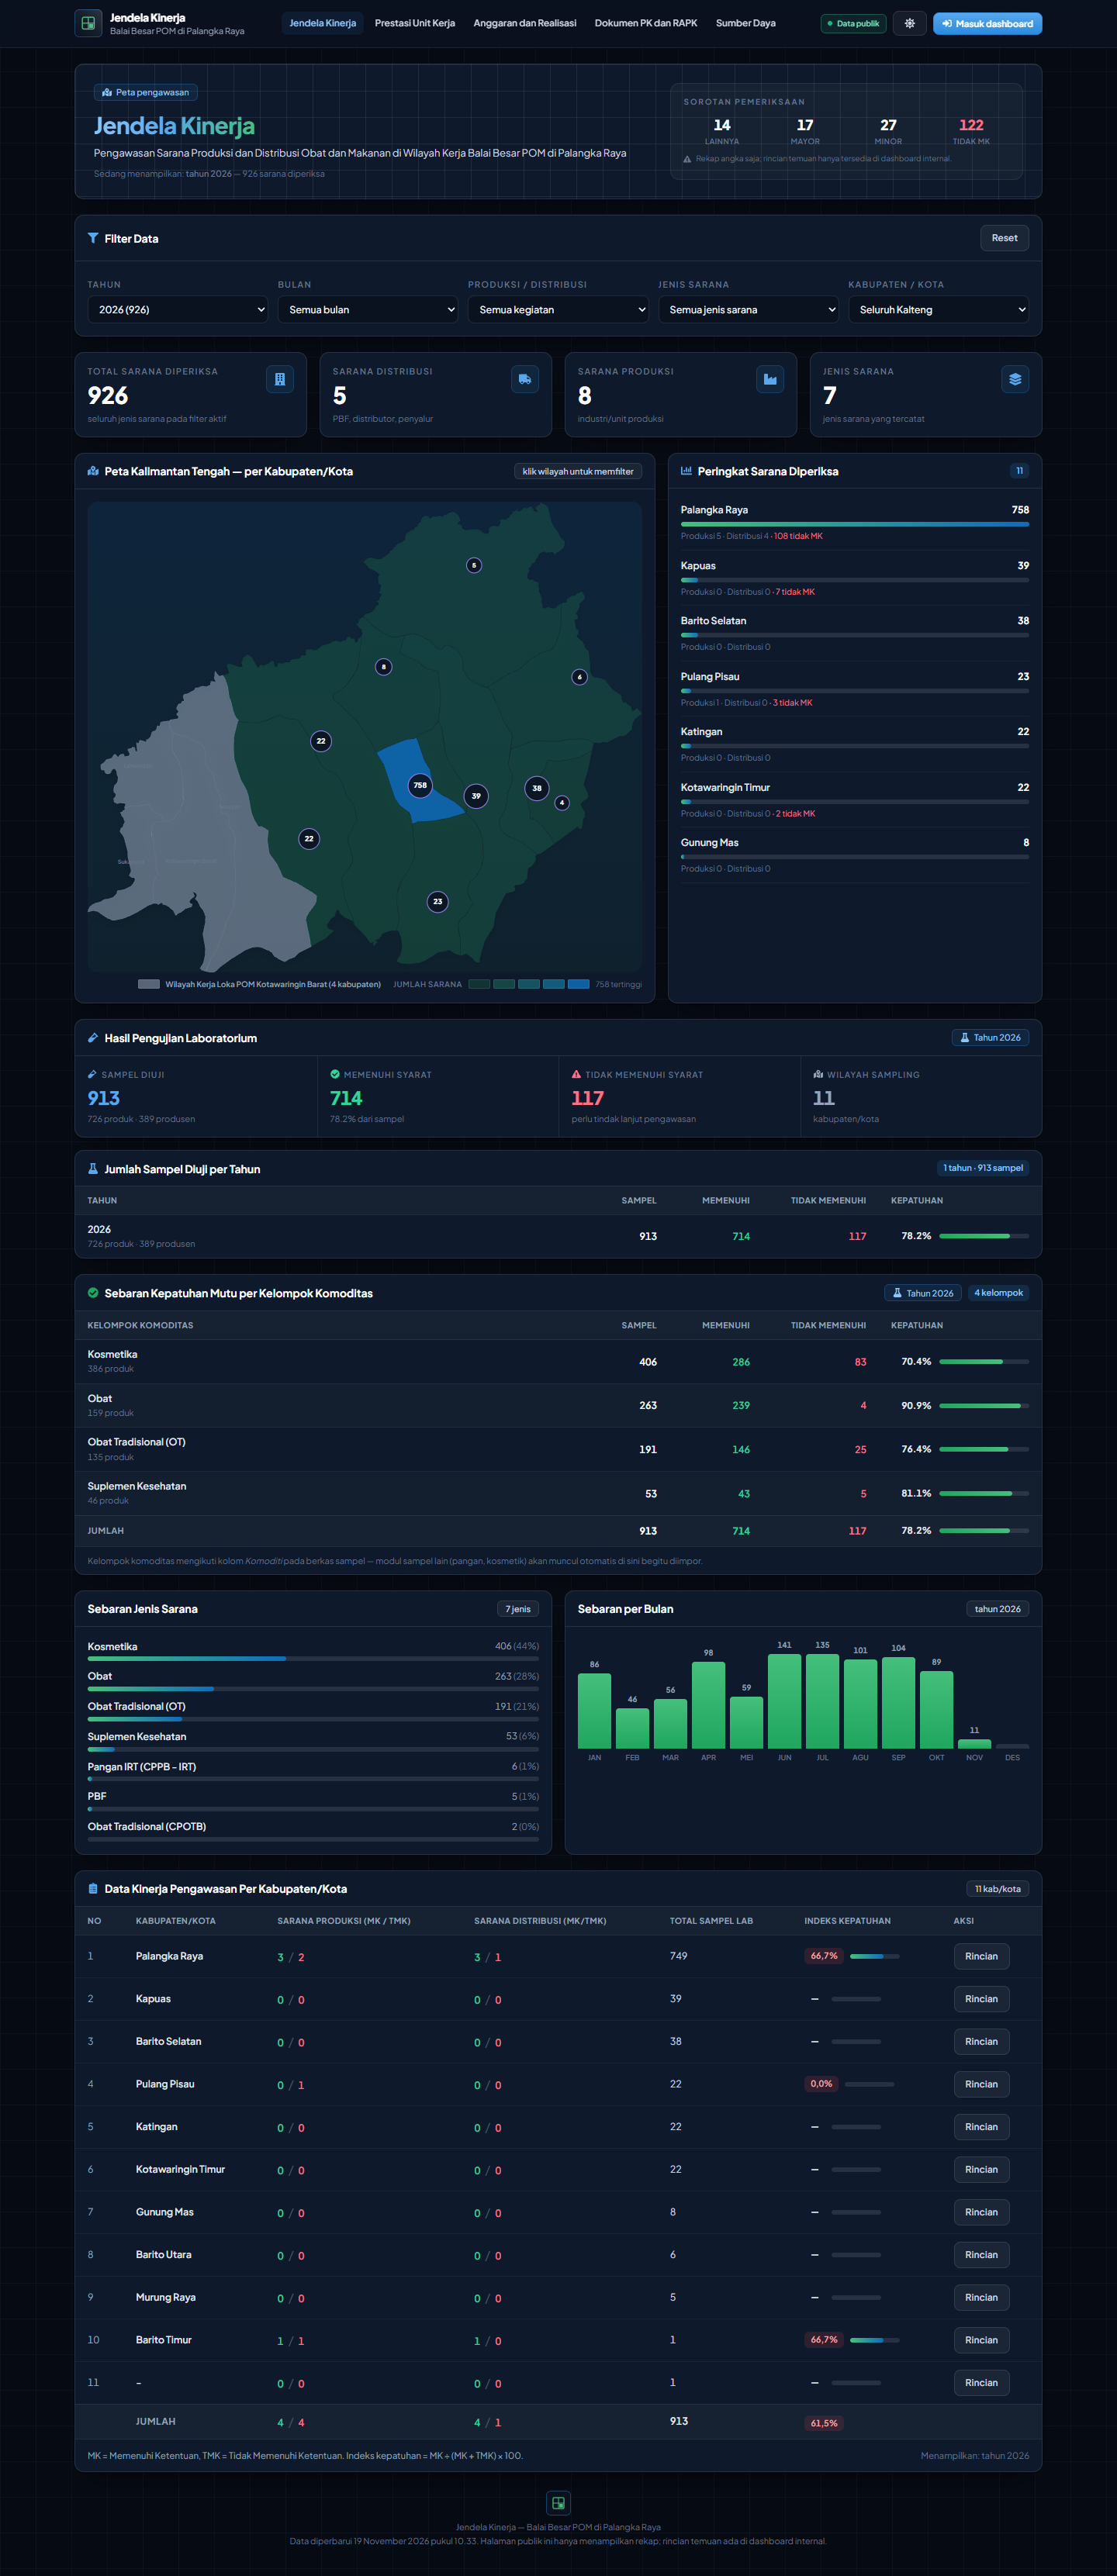 Jendela Kinerja
Balai Besar POM di Palangka Raya
Jendela Kinerja
Prestasi Unit Kerja
Anggaran dan Realisasi
Dokumen PK dan RAPK
Sumber Daya
Data publik
Masuk dashboard
Peta pengawasan
Jendela Kinerja
Pengawasan Sarana Produksi dan Distribusi Obat dan Makanan di Wilayah Kerja Balai Besar POM di Palangka Raya
Sedang menampilkan: tahun 2026 — 926 sarana diperiksa
SOROTAN PEMERIKSAAN
14 17 27 122
LAINNYA MAYOR MINOR TIDAK MK
Rekap angka saja; rincian temuan hanya tersedia di dashboard internal.
Filter Data
Reset
TAHUN BULAN PRODUKSI / DISTRIBUSI JENIS SARANA KABUPATEN / KOTA
2026 (926) Semua bulan Semua kegiatan Semua jenis sarana Seluruh Kalteng
TOTAL SARANA DIPERIKSA
926
seluruh jenis sarana pada filter aktif
SARANA DISTRIBUSI
5
PBF, distributor, penyalur
SARANA PRODUKSI
8
industri/unit produksi
JENIS SARANA
7
jenis sarana yang tercatat
Peta Kalimantan Tengah — per Kabupaten/Kota
klik wilayah untuk memfilter
5
8
6
22
758
39
38
4
22
23
Wilayah Kerja Loka POM Kotawaringin Barat (4 kabupaten)
JUMLAH SARANA
758 tertinggi
Peringkat Sarana Diperiksa
11
Palangka Raya 758
Produksi 5 · Distribusi 4 · 108 tidak MK
Kapuas 39
Produksi 0 · Distribusi 0 · 7 tidak MK
Barito Selatan 38
Produksi 0 · Distribusi 0
Pulang Pisau 23
Produksi 1 · Distribusi 0 · 3 tidak MK
Katingan 22
Produksi 0 · Distribusi 0
Kotawaringin Timur 22
Produksi 0 · Distribusi 0 · 2 tidak MK
Gunung Mas 8
Produksi 0 · Distribusi 0
Hasil Pengujian Laboratorium
Tahun 2026
SAMPEL DIUJI
913
726 produk · 389 produsen
MEMENUHI SYARAT
714
78.2% dari sampel
TIDAK MEMENUHI SYARAT
117
perlu tindak lanjut pengawasan
WILAYAH SAMPLING
11
kabupaten/kota
Jumlah Sampel Diuji per Tahun
1 tahun · 913 sampel
TAHUN SAMPEL MEMENUHI TIDAK MEMENUHI KEPATUHAN
2026 913 714 117 78.2%
726 produk · 389 produsen
Sebaran Kepatuhan Mutu per Kelompok Komoditas
Tahun 2026
4 kelompok
KELOMPOK KOMODITAS SAMPEL MEMENUHI TIDAK MEMENUHI KEPATUHAN
Kosmetika 406 286 83 70.4%
386 produk
Obat 263 239 4 90.9%
159 produk
Obat Tradisional (OT) 191 146 25 76.4%
135 produk
Suplemen Kesehatan 53 43 5 81.1%
46 produk
JUMLAH 913 714 117 78.2%
Kelompok komoditas mengikuti kolom Komoditi pada berkas sampel — modul sampel lain (pangan, kosmetik) akan muncul otomatis di sini begitu diimpor.
Sebaran Jenis Sarana
7 jenis
Kosmetika 406 (44%)
Obat 263 (28%)
Obat Tradisional (OT) 191 (21%)
Suplemen Kesehatan 53 (6%)
Pangan IRT (CPPB - IRT) 6 (1%)
PBF 5 (1%)
Obat Tradisional (CPOTB) 2 (0%)
Sebaran per Bulan
tahun 2026
86 46 56 98 59 141 135 101 104 89 11
JAN FEB MAR APR MEI JUN JUL AGU SEP OKT NOV DES
Data Kinerja Pengawasan Per Kabupaten/Kota
11 kab/kota
NO KABUPATEN/KOTA SARANA PRODUKSI (MK / TMK) SARANA DISTRIBUSI (MK/TMK) TOTAL SAMPEL LAB INDEKS KEPATUHAN AKSI
1 Palangka Raya 3 / 2 3 / 1 749 66,7% Rincian
2 Kapuas 0 / 0 0 / 0 39 — Rincian
3 Barito Selatan 0 / 0 0 / 0 38 — Rincian
4 Pulang Pisau 0 / 1 0 / 0 22 0,0% Rincian
5 Katingan 0 / 0 0 / 0 22 — Rincian
6 Kotawaringin Timur 0 / 0 0 / 0 22 — Rincian
7 Gunung Mas 0 / 0 0 / 0 8 — Rincian
8 Barito Utara 0 / 0 0 / 0 6 — Rincian
9 Murung Raya 0 / 0 0 / 0 5 — Rincian
10 Barito Timur 1 / 1 1 / 0 1 66,7% Rincian
11 - 0 / 0 0 / 0 1 — Rincian
JUMLAH 4 / 4 4 / 1 913 61,5%
MK = Memenuhi Ketentuan, TMK = Tidak Memenuhi Ketentuan. Indeks kepatuhan = MK ÷ (MK + TMK) × 100.
Menampilkan: tahun 2026
Jendela Kinerja — Balai Besar POM di Palangka Raya
Data diperbarui 19 November 2026 pukul 10.33. Halaman publik ini hanya menampilkan rekap; rincian temuan ada di dashboard internal.